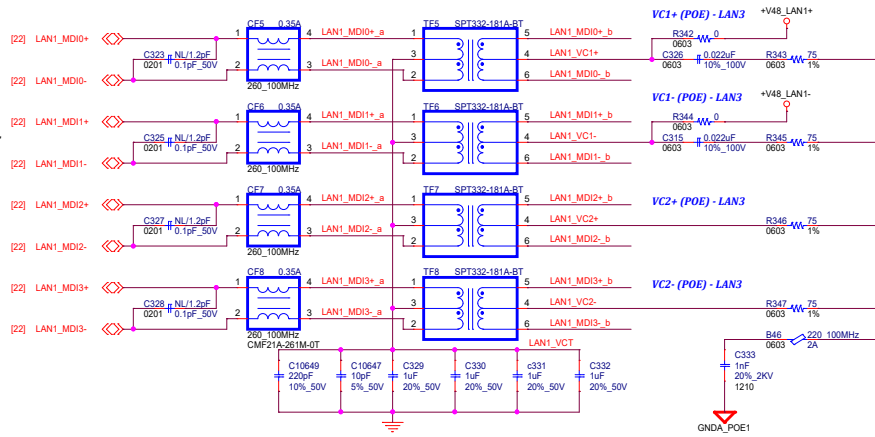 VC1+ (POE) - LAN3
+V48_LAN1+
CF5 0.35A
TF5 SPT332-181A-BT
[22] LAN1_MDI0+
1 4 LAN1_MDI0+_a
1 5 LAN1_MDI0+_b
R342 0
0603
C323 NL/1.2pF
0201 0.1pF_50V
3 4 LAN1_VC1+
C326 0.022uF
0603 10%_100V
R343 75
0603 1%
[22] LAN1_MDI0-
2 3 LAN1_MDI0-_a
2 6 LAN1_MDI0-_b
260_100MHz
VC1- (POE) - LAN3
+V48_LAN1-
CF6 0.35A
TF6 SPT332-181A-BT
[22] LAN1_MDI1+
1 4 LAN1_MDI1+_a
1 5 LAN1_MDI1+_b
R344 0
0603
C325 NL/1.2pF
0201 0.1pF_50V
3 4 LAN1_VC1-
C315 0.022uF
0603 10%_100V
R345 75
0603 1%
[22] LAN1_MDI1-
2 3 LAN1_MDI1-_a
2 6 LAN1_MDI1-_b
260_100MHz
CF7 0.35A
TF7 SPT332-181A-BT
VC2+ (POE) - LAN3
[22] LAN1_MDI2+
1 4 LAN1_MDI2+_a
1 5 LAN1_MDI2+_b
C327 NL/1.2pF
0201 0.1pF_50V
3 4 LAN1_VC2+
R346 75
0603 1%
[22] LAN1_MDI2-
2 3 LAN1_MDI2-_a
2 6 LAN1_MDI2-_b
260_100MHz
CF8 0.35A
TF8 SPT332-181A-BT
VC2- (POE) - LAN3
[22] LAN1_MDI3+
1 4 LAN1_MDI3+_a
1 5 LAN1_MDI3+_b
C328 NL/1.2pF
0201 0.1pF_50V
3 4 LAN1_VC2-
R347 75
0603 1%
[22] LAN1_MDI3-
2 3 LAN1_MDI3-_a
2 6 LAN1_MDI3-_b
260_100MHz
CMF21A-261M-0T
LAN1_VCT
B46 220_100MHz
0603 2A
C10649
220pF
10%_50V
C10647
10pF
5%_50V
C329
1uF
20%_50V
C330
1uF
20%_50V
c331
1uF
20%_50V
C332
1uF
20%_50V
C333
1nF
20%_2KV
1210
GNDA_POE1